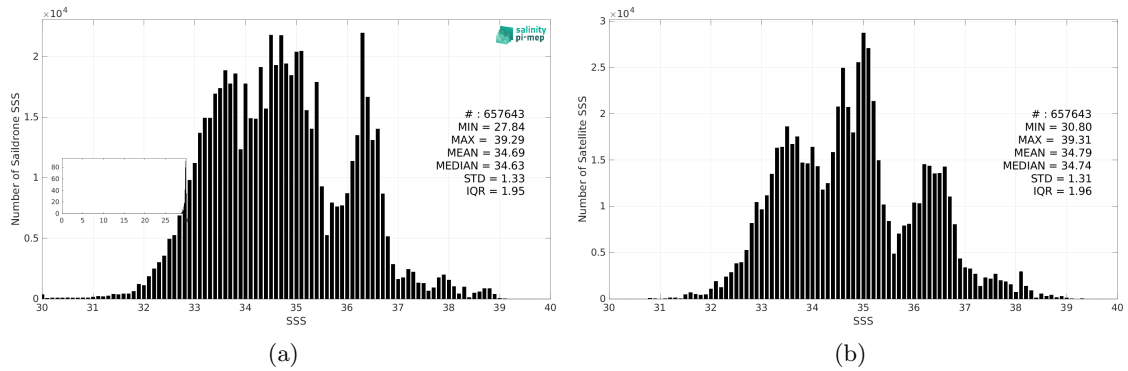 ×10⁴
salinity
pi-mep
Number of Saildrone SSS
2
1.5
1
0.5
0
# : 657643
MIN = 27.84
MAX = 39.29
MEAN = 34.69
MEDIAN = 34.63
STD = 1.33
IQR = 1.95
80
60
40
20
0
0 5 10 15 20 25
30 31 32 33 34 35 36 37 38 39 40
SSS
(a)
×10⁴
Number of Satellite SSS
3
2.5
2
1.5
1
0.5
0
# : 657643
MIN = 30.80
MAX = 39.31
MEAN = 34.79
MEDIAN = 34.74
STD = 1.31
IQR = 1.96
30 31 32 33 34 35 36 37 38 39 40
SSS
(b)